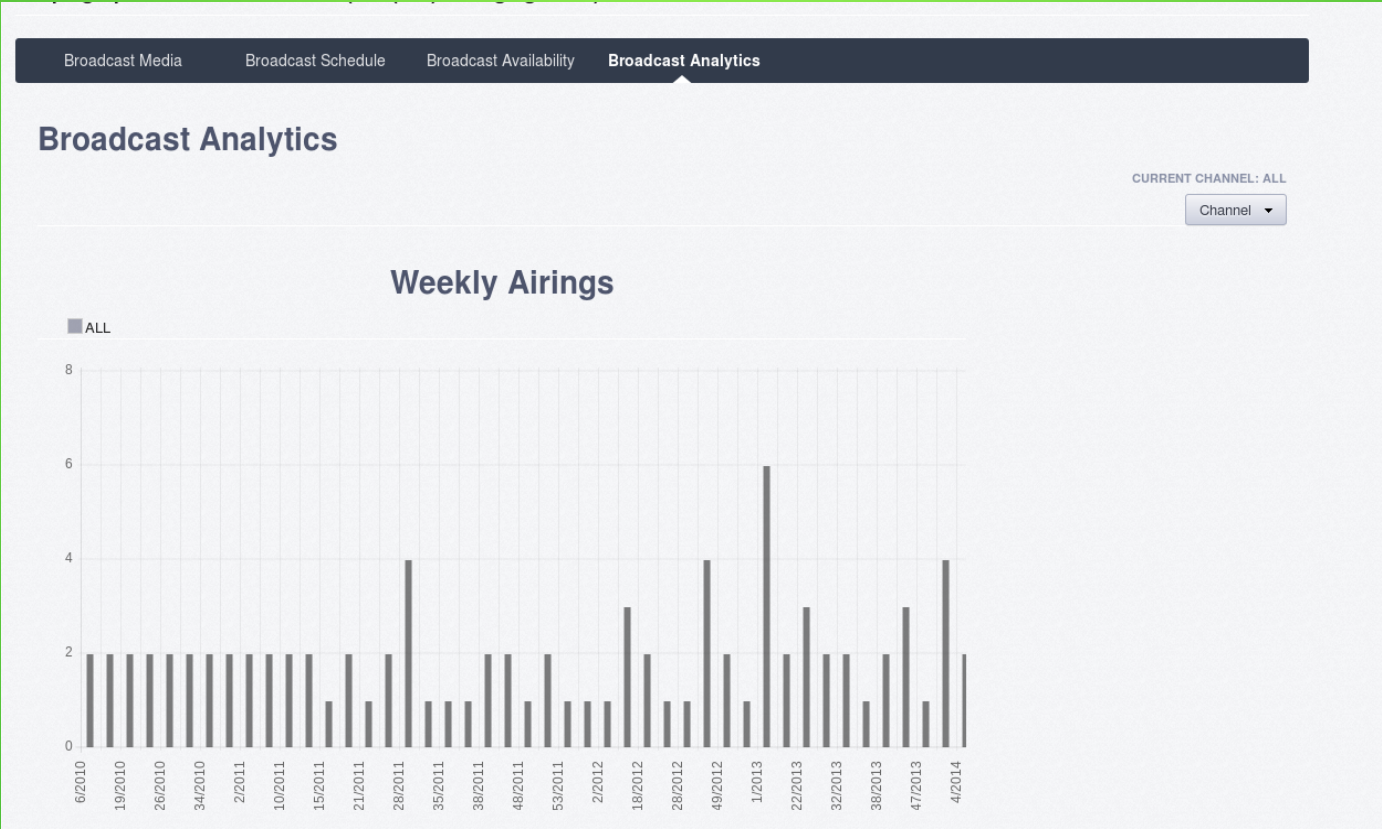 Broadcast Media Broadcast Schedule Broadcast Availability Broadcast Analytics
Broadcast Analytics
CURRENT CHANNEL: ALL
Channel
Weekly Airings
ALL
8
6
4
2
0
6/2010 19/2010 26/2010 34/2010 2/2011 10/2011 15/2011 21/2011 28/2011 35/2011 38/2011 48/2011 53/2011 2/2012 18/2012 28/2012 49/2012 1/2013 22/2013 32/2013 38/2013 47/2013 4/2014